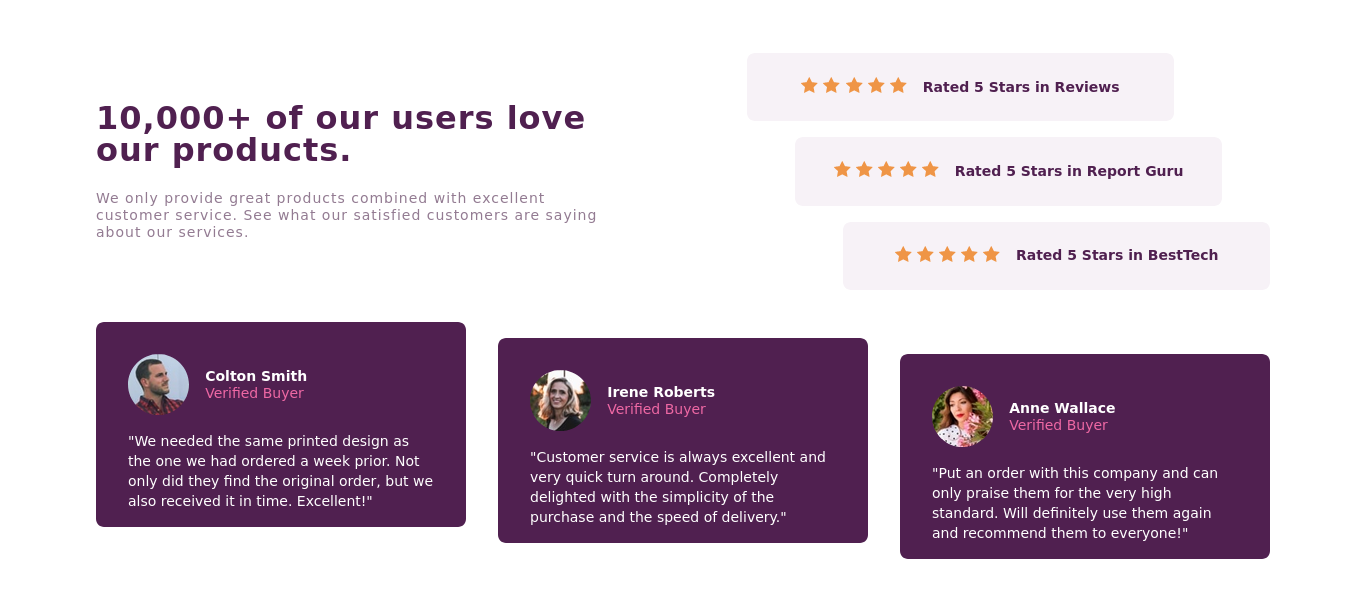 10,000+ of our users love
our products.
We only provide great products combined with excellent
customer service. See what our satisfied customers are saying
about our services.
Rated 5 Stars in Reviews
Rated 5 Stars in Report Guru
Rated 5 Stars in BestTech
Colton Smith
Verified Buyer
"We needed the same printed design as
the one we had ordered a week prior. Not
only did they find the original order, but we
also received it in time. Excellent!"
Irene Roberts
Verified Buyer
"Customer service is always excellent and
very quick turn around. Completely
delighted with the simplicity of the
purchase and the speed of delivery."
Anne Wallace
Verified Buyer
"Put an order with this company and can
only praise them for the very high
standard. Will definitely use them again
and recommend them to everyone!"